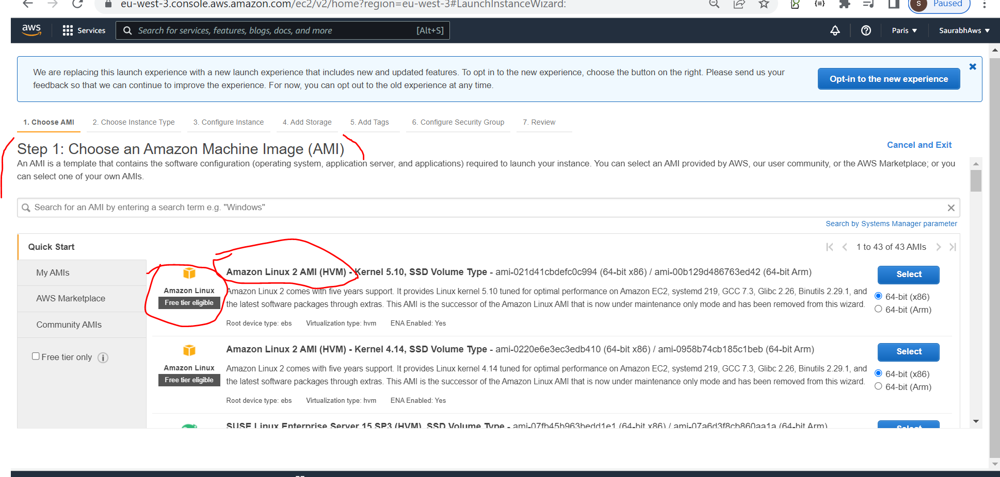 eu-west-3.console.aws.amazon.com/ec2/v2/home?region=eu-west-3#LaunchInstanceWizard:
S Paused
aws Services Search for services, features, blogs, docs, and more [Alt+S] Paris ▼ SaurabhAws ▼
We are replacing this launch experience with a new launch experience that includes new and updated features. To opt in to the new experience, choose the button on the right. Please send us your
feedback so that we can continue to improve the experience. For now, you can opt out to the old experience at any time.
Opt-in to the new experience
1. Choose AMI 2. Choose Instance Type 3. Configure Instance 4. Add Storage 5. Add Tags 6. Configure Security Group 7. Review
Step 1: Choose an Amazon Machine Image (AMI)
Cancel and Exit
An AMI is a template that contains the software configuration (operating system, application server, and applications) required to launch your instance. You can select an AMI provided by AWS, our user community, or the AWS Marketplace; or you
can select one of your own AMIs.
Search for an AMI by entering a search term e.g. "Windows"
Search by Systems Manager parameter
Quick Start
1 to 43 of 43 AMIs
My AMIs
AWS Marketplace
Community AMIs
Free tier only
Amazon Linux
Free tier eligible
Amazon Linux 2 AMI (HVM) - Kernel 5.10, SSD Volume Type - ami-021d41cbdefc0c994 (64-bit x86) / ami-00b129d486763ed42 (64-bit Arm)
Amazon Linux 2 comes with five years support. It provides Linux kernel 5.10 tuned for optimal performance on Amazon EC2, systemd 219, GCC 7.3, Glibc 2.26, Binutils 2.29.1, and
the latest software packages through extras. This AMI is the successor of the Amazon Linux AMI that is now under maintenance only mode and has been removed from this wizard.
Root device type: ebs Virtualization type: hvm ENA Enabled: Yes
Select
64-bit (x86)
64-bit (Arm)
Amazon Linux
Free tier eligible
Amazon Linux 2 AMI (HVM) - Kernel 4.14, SSD Volume Type - ami-0220e6e3ec3edb410 (64-bit x86) / ami-0958b74cb185c1beb (64-bit Arm)
Amazon Linux 2 comes with five years support. It provides Linux kernel 4.14 tuned for optimal performance on Amazon EC2, systemd 219, GCC 7.3, Glibc 2.26, Binutils 2.29.1, and
the latest software packages through extras. This AMI is the successor of the Amazon Linux AMI that is now under maintenance only mode and has been removed from this wizard.
Root device type: ebs Virtualization type: hvm ENA Enabled: Yes
Select
64-bit (x86)
64-bit (Arm)
SUSE Linux Enterprise Server 15 SP3 (HVM), SSD Volume Type - ami-07fb45b963bedd1e1 (64-bit x86) / ami-07a6d3f8cb860aa1a (64-bit Arm)
Select